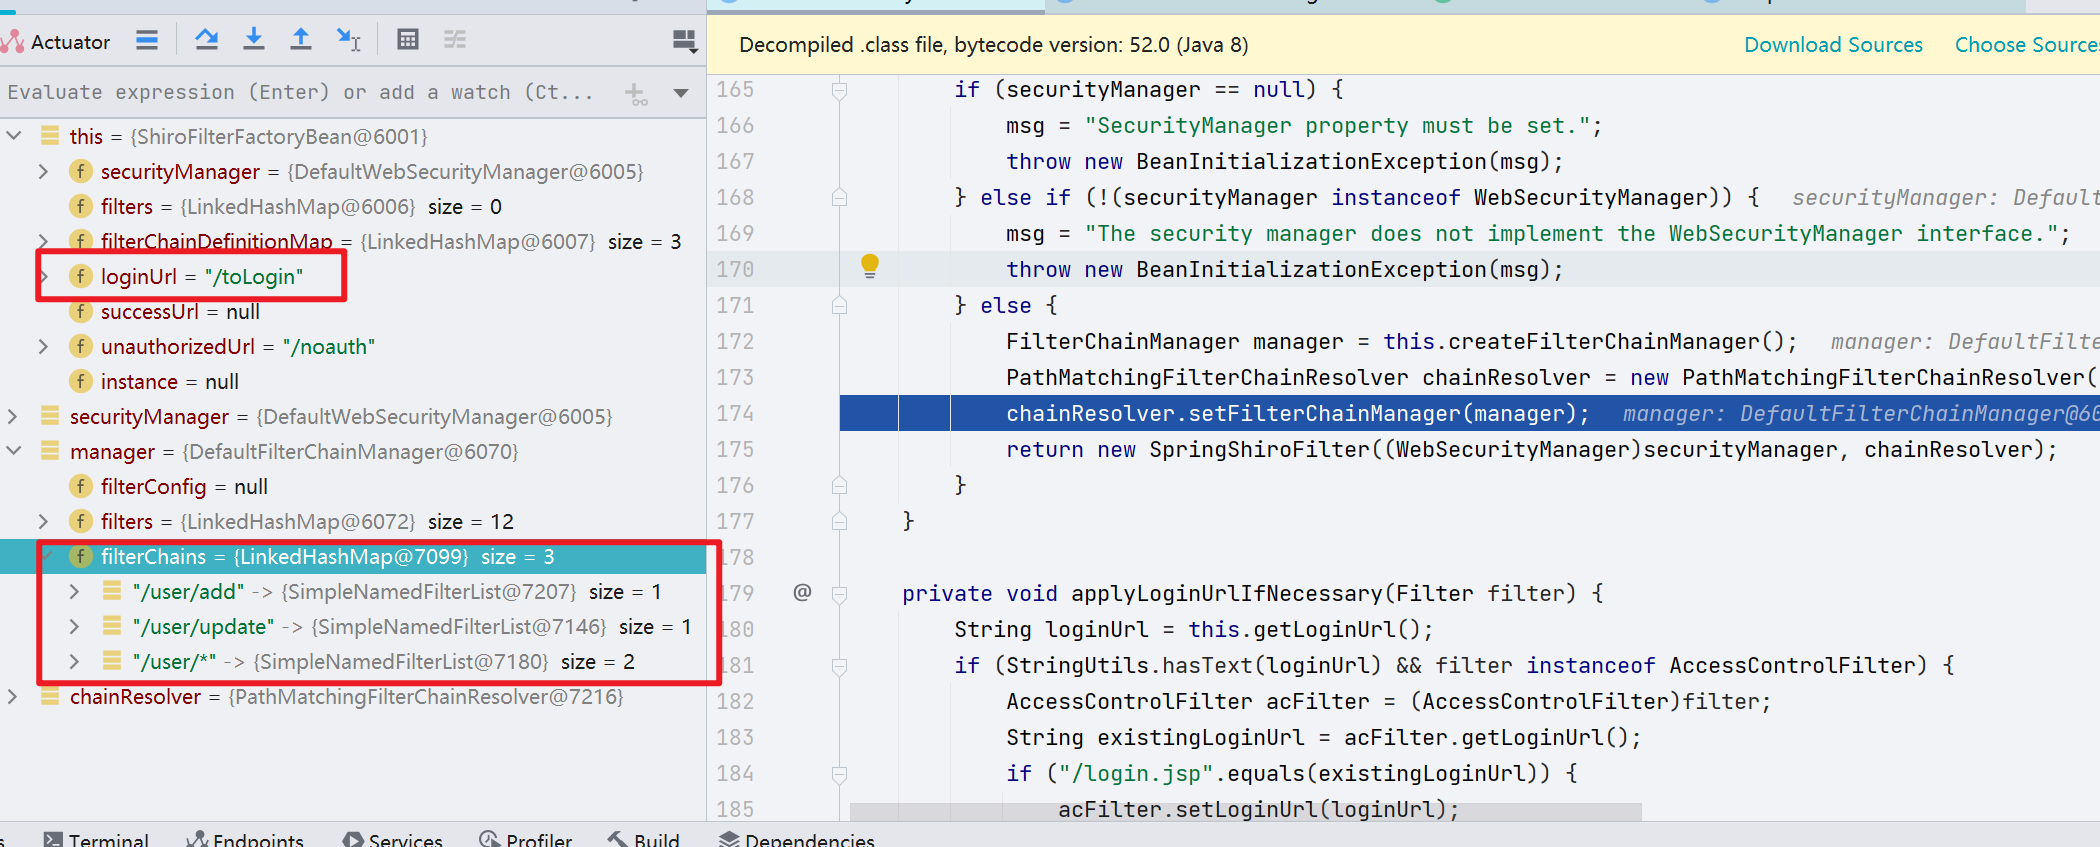 Actuator
Evaluate expression (Enter) or add a watch (Ct...
this = {ShiroFilterFactoryBean@6001}
securityManager = {DefaultWebSecurityManager@6005}
filters = {LinkedHashMap@6006} size = 0
filterChainDefinitionMap = {LinkedHashMap@6007} size = 3
loginUrl = "/toLogin"
successUrl = null
unauthorizedUrl = "/noauth"
instance = null
securityManager = {DefaultWebSecurityManager@6005}
manager = {DefaultFilterChainManager@6070}
filterConfig = null
filters = {LinkedHashMap@6072} size = 12
filterChains = {LinkedHashMap@7099} size = 3
"/user/add" -> {SimpleNamedFilterList@7207} size = 1
"/user/update" -> {SimpleNamedFilterList@7146} size = 1
"/user/*" -> {SimpleNamedFilterList@7180} size = 2
chainResolver = {PathMatchingFilterChainResolver@7216}
Decompiled .class file, bytecode version: 52.0 (Java 8)
Download Sources
Choose Sources
165 if (securityManager == null) {
166 msg = "SecurityManager property must be set.";
167 throw new BeanInitializationException(msg);
168 } else if (!(securityManager instanceof WebSecurityManager)) { securityManager: Default
169 msg = "The security manager does not implement the WebSecurityManager interface.";
170 throw new BeanInitializationException(msg);
171 } else {
172 FilterChainManager manager = this.createFilterChainManager(); manager: DefaultFilte
173 PathMatchingFilterChainResolver chainResolver = new PathMatchingFilterChainResolver(
174 chainResolver.setFilterChainManager(manager); manager: DefaultFilterChainManager@60
175 return new SpringShiroFilter((WebSecurityManager)securityManager, chainResolver);
176 }
177 }
178
179 @ private void applyLoginUrlIfNecessary(Filter filter) {
180 String loginUrl = this.getLoginUrl();
181 if (StringUtils.hasText(loginUrl) && filter instanceof AccessControlFilter) {
182 AccessControlFilter acFilter = (AccessControlFilter)filter;
183 String existingLoginUrl = acFilter.getLoginUrl();
184 if ("/login.jsp".equals(existingLoginUrl)) {
185 acFilter.setLoginUrl(loginUrl);
Terminal Endpoints Services Profiler Build Dependencies